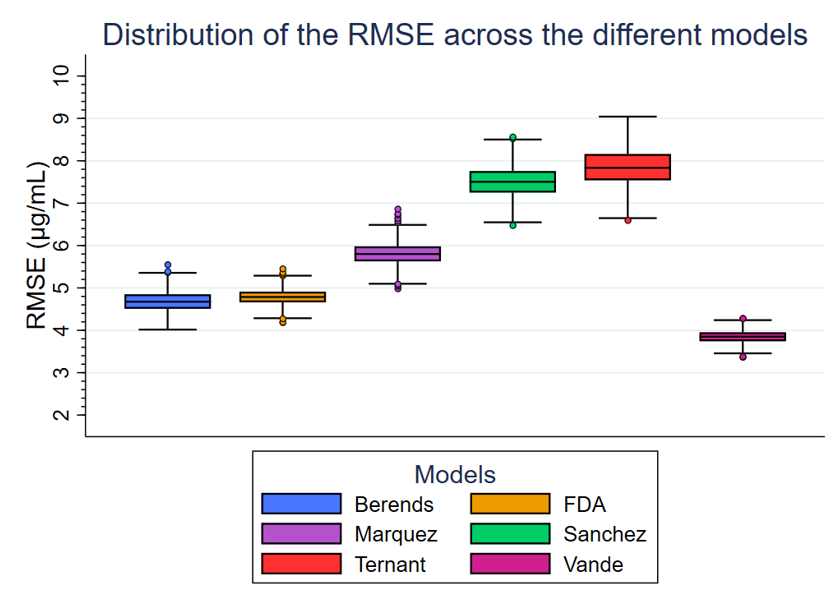 Distribution of the RMSE across the different models
RMSE (µg/mL)
10
9
8
7
6
5
4
3
2
Models
Berends FDA
Marquez Sanchez
Ternant Vande